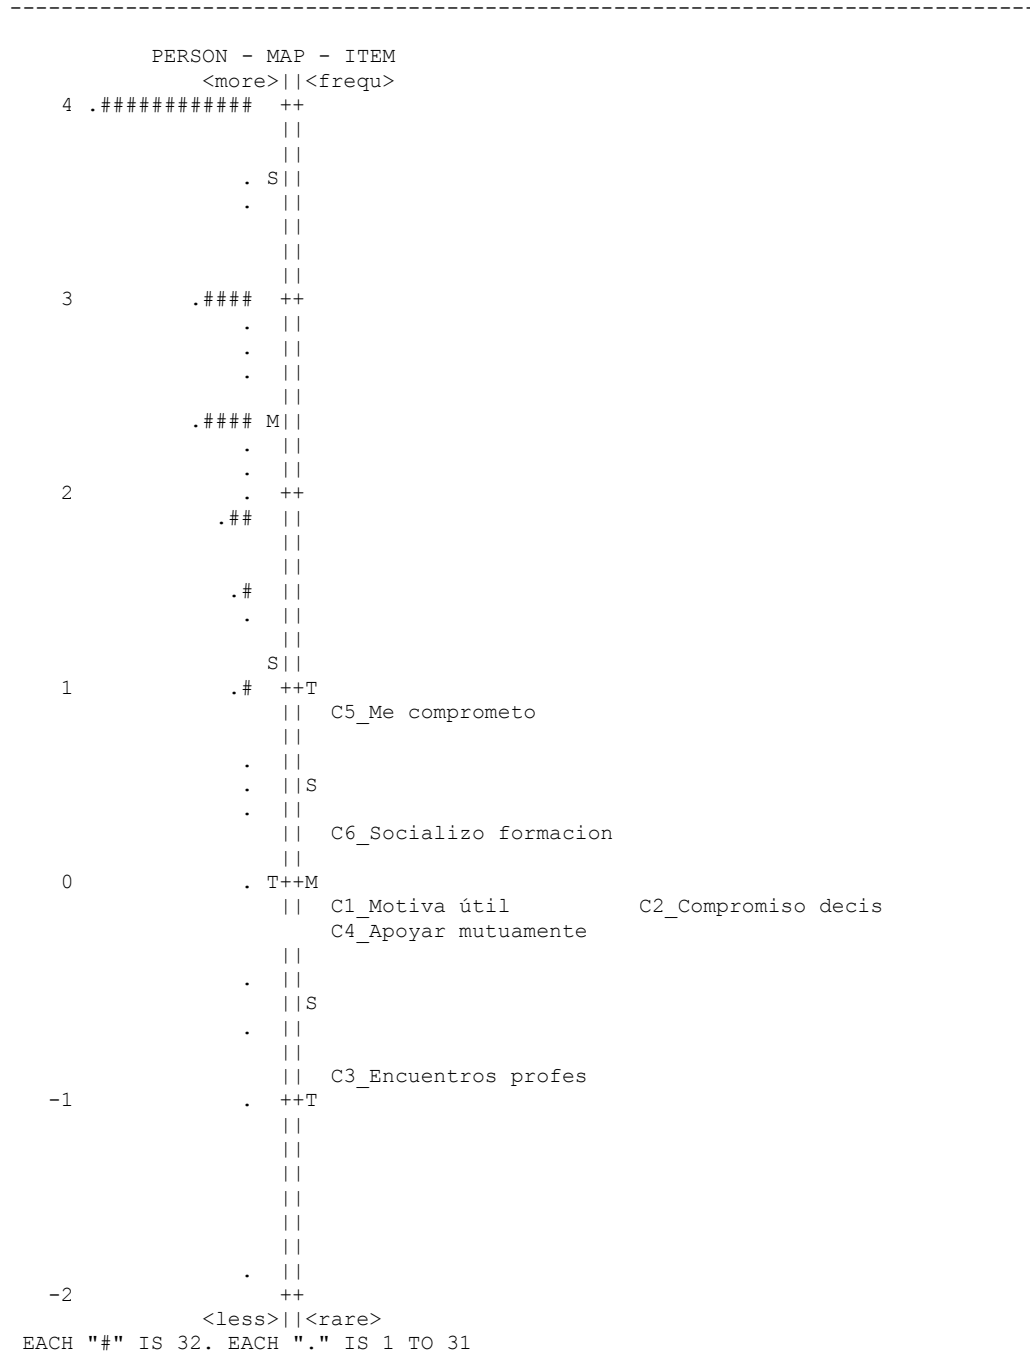 --------------------------------------------------------------------------------
PERSON - MAP - ITEM
<more>||<frequ>
4 .############ ++
||
||
. S||
. ||
||
||
||
3 .#### ++
. ||
. ||
. ||
||
.#### M||
. ||
. ||
2 . ++
.## ||
||
||
.# ||
. ||
||
S||
1 .# ++T
|| C5_Me comprometo
||
. ||
. ||S
. ||
|| C6_Socializo formacion
||
0 . T++M
|| C1_Motiva útil C2_Compromiso decis
C4_Apoyar mutuamente
||
. ||
||S
. ||
||
|| C3_Encuentros profes
-1 . ++T
||
||
||
||
||
||
. ||
-2 ++
<less>||<rare>
EACH "#" IS 32. EACH "." IS 1 TO 31